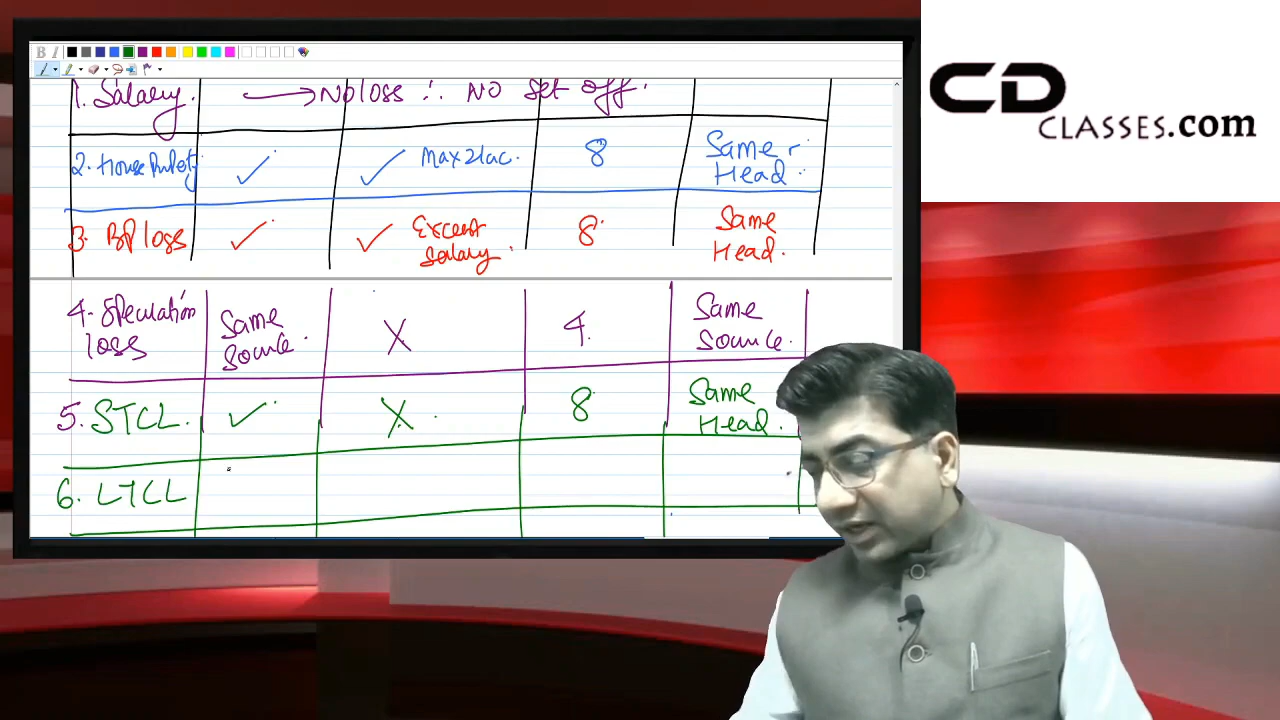 CD
CLASSES.com
B I
1. Salary. → No loss ∴ No Set off.
2. House Property ✓ ✓ Max 2 lac. 8 Same Head.
3. BP loss ✓ ✓ Except Salary. 8 Same Head.
4. Speculation loss Same Source. X 4. Same Source.
5. STCL. ✓ X. 8 Same Head.
6. LTCL